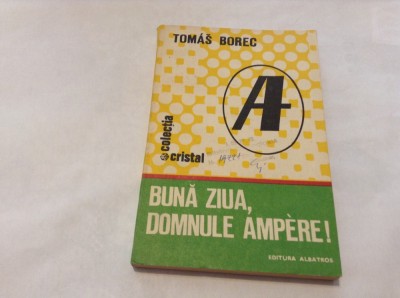 TOMÁŠ BOREC
A
colecția
cristal
BUNĂ ZIUA,
DOMNULE AMPÈRE!
EDITURA ALBATROS